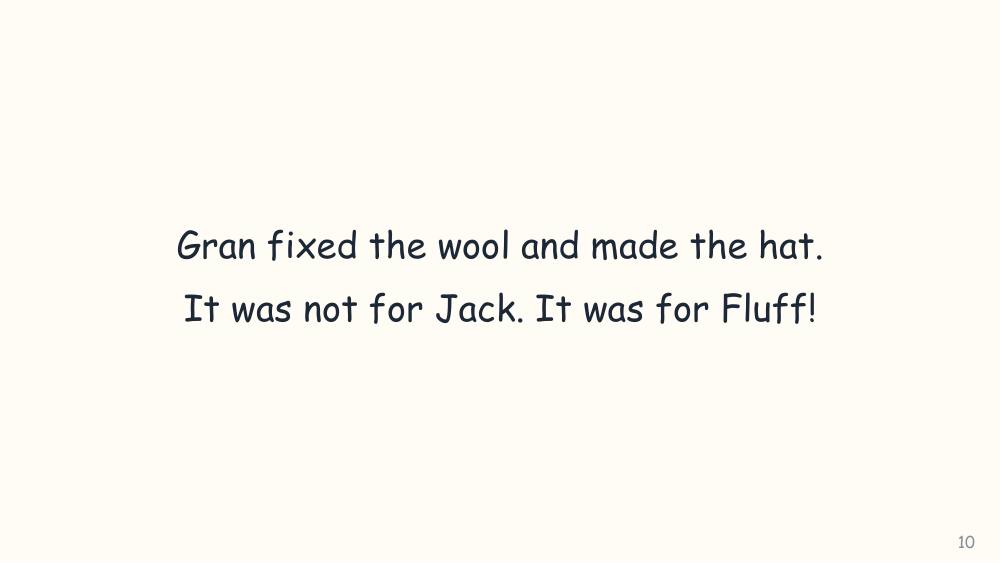 Gran fixed the wool and made the hat.
It was not for Jack. It was for Fluff!
10